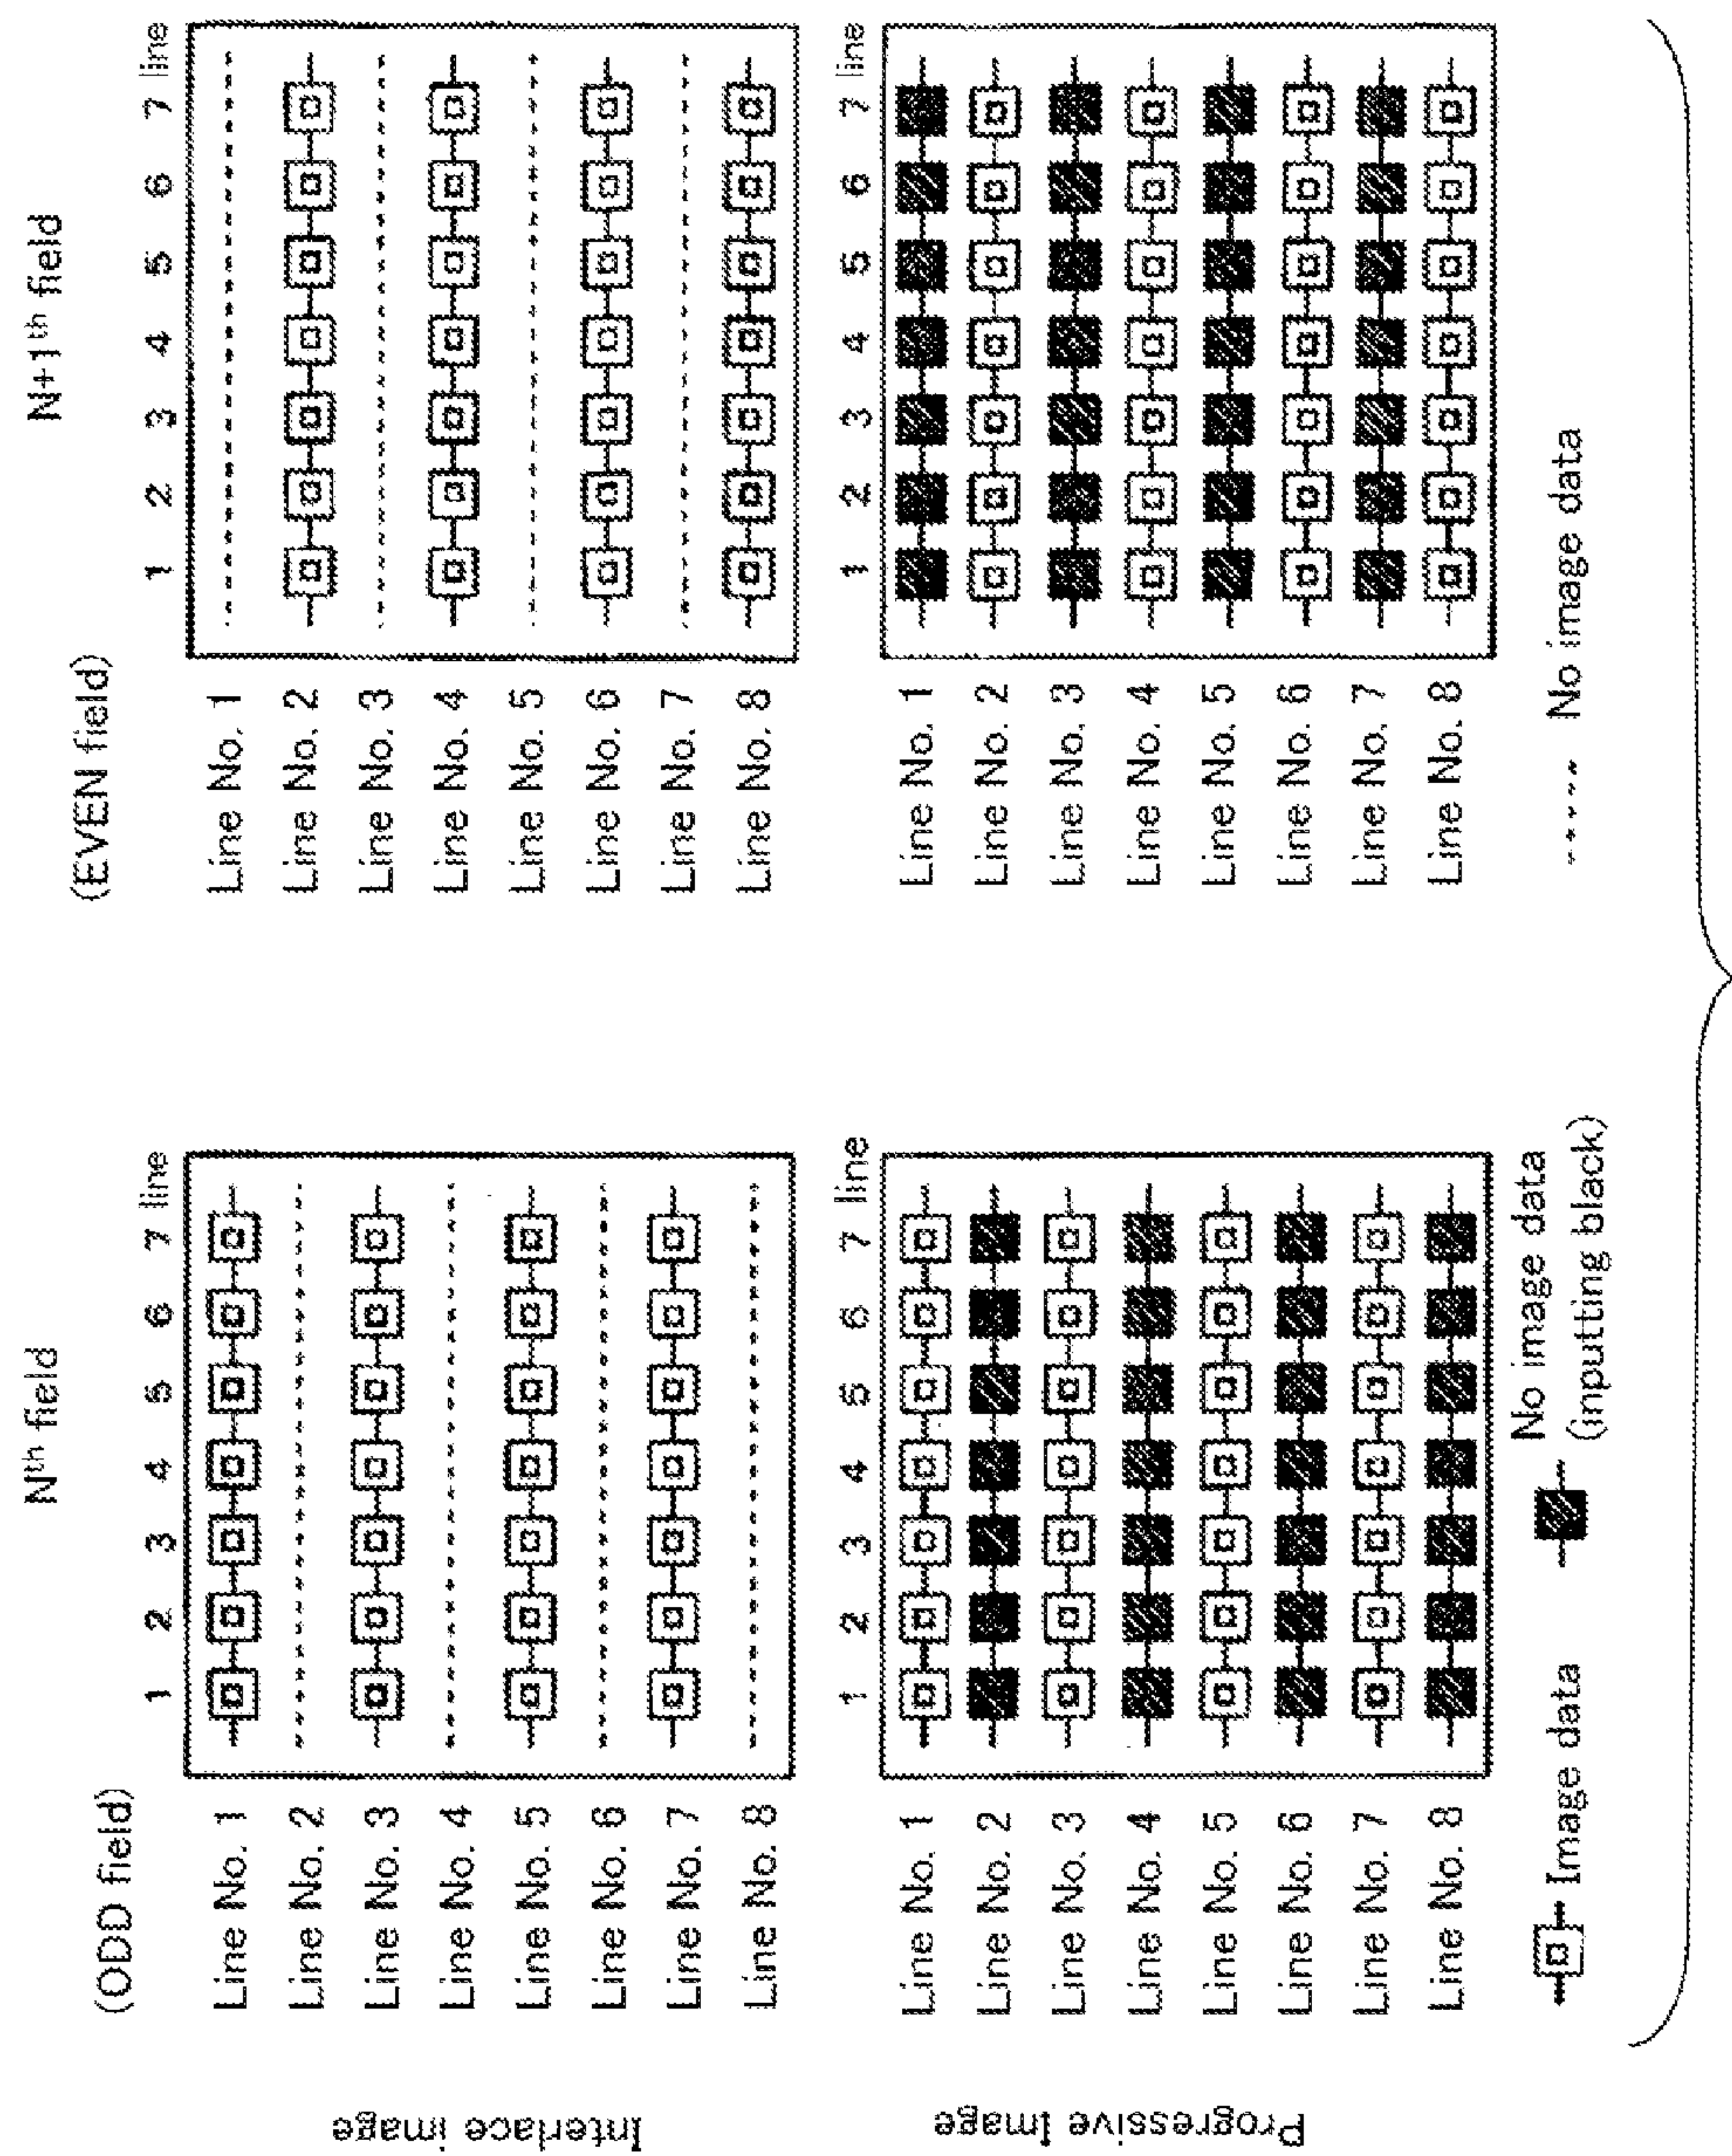 Nth field
N+1th field
(ODD field)
(EVEN field)
Interlace image
1 2 3 4 5 6 7 line
Line No. 1
Line No. 2
Line No. 3
Line No. 4
Line No. 5
Line No. 6
Line No. 7
Line No. 8
1 2 3 4 5 6 7 line
Line No. 1
Line No. 2
Line No. 3
Line No. 4
Line No. 5
Line No. 6
Line No. 7
Line No. 8
Progressive Image
1 2 3 4 5 6 7 line
Line No. 1
Line No. 2
Line No. 3
Line No. 4
Line No. 5
Line No. 6
Line No. 7
Line No. 8
1 2 3 4 5 6 7 line
Line No. 1
Line No. 2
Line No. 3
Line No. 4
Line No. 5
Line No. 6
Line No. 7
Line No. 8
Image data
No image data
(inputting black)
No image data